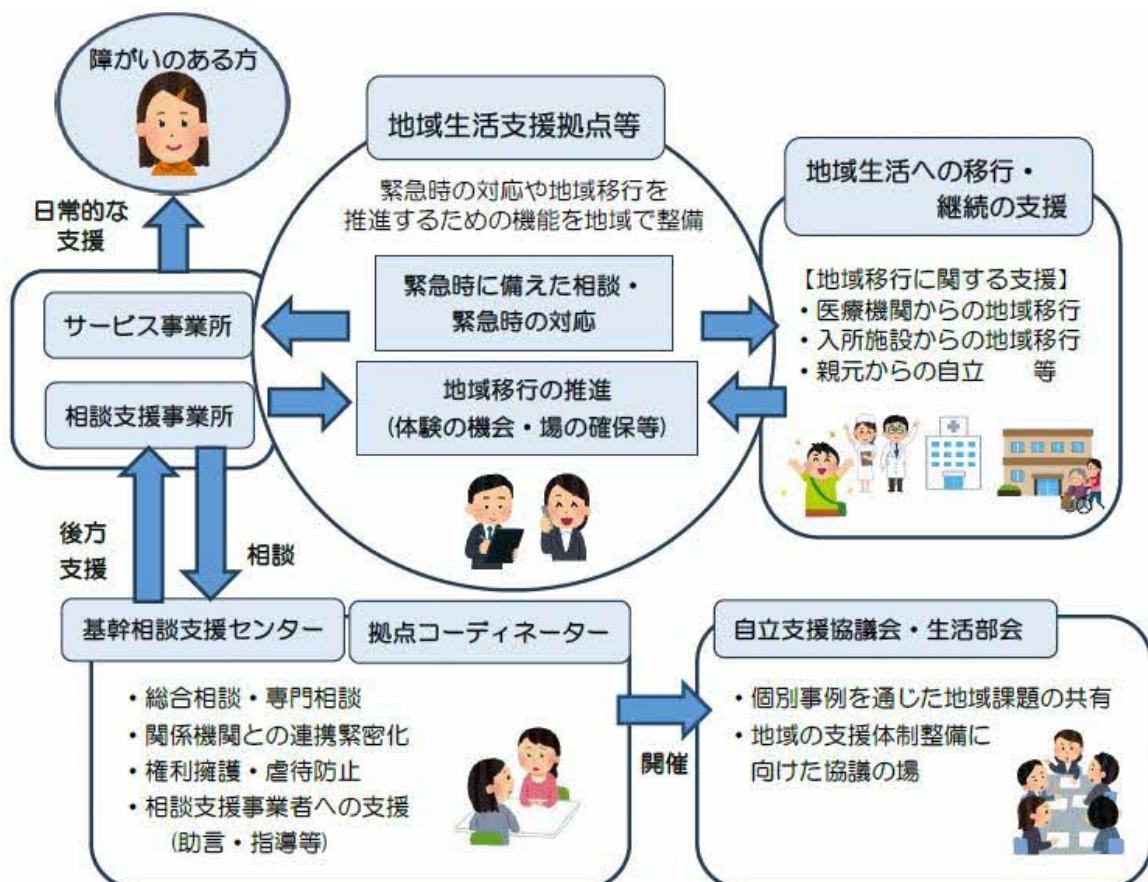 障がいのある方
日常的な
支援
サービス事業所
相談支援事業所
地域生活支援拠点等
緊急時の対応や地域移行を
推進するための機能を地域で整備
緊急時に備えた相談・
緊急時の対応
地域移行の推進
(体験の機会・場の確保等)
地域生活への移行・
継続の支援
【地域移行に関する支援】
・医療機関からの地域移行
・入所施設からの地域移行
・親元からの自立　　等
後方
支援
相談
基幹相談支援センター
拠点コーディネーター
・総合相談・専門相談
・関係機関との連携緊密化
・権利擁護・虐待防止
・相談支援事業者への支援
(助言・指導等)
開催
自立支援協議会・生活部会
・個別事例を通じた地域課題の共有
・地域の支援体制整備に
向けた協議の場